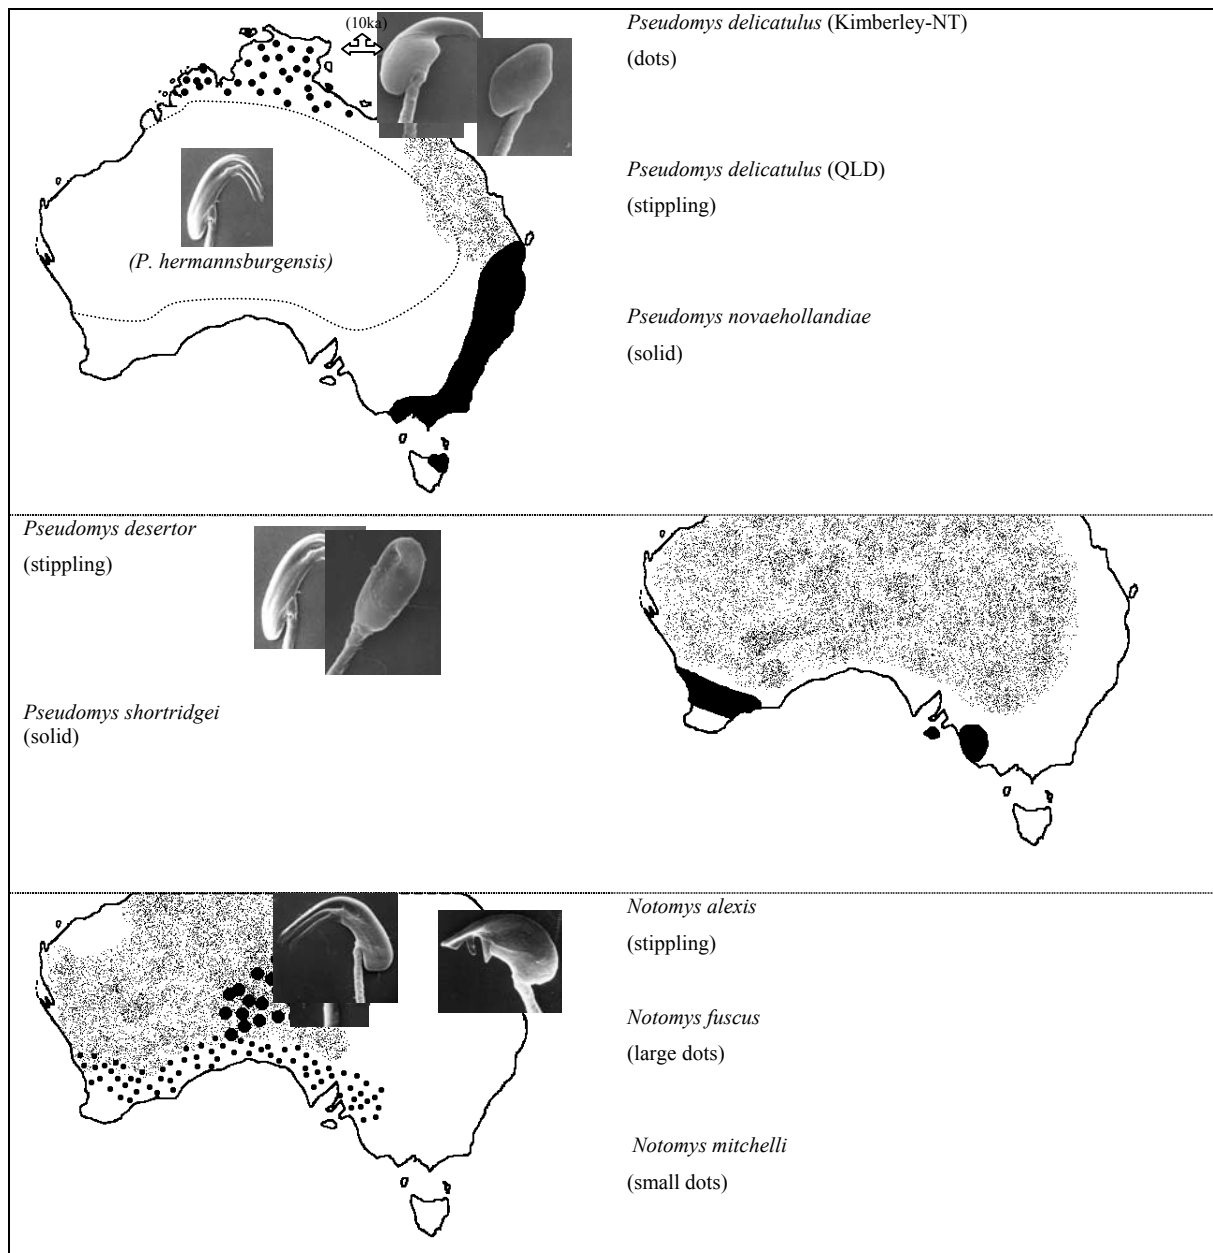 (10ka)
Pseudomys delicatulus (Kimberley-NT)
(dots)
Pseudomys delicatulus (QLD)
(stippling)
(P. hermannsburgensis)
Pseudomys novaehollandiae
(solid)
Pseudomys desertor
(stippling)
Pseudomys shortridgei
(solid)
Notomys alexis
(stippling)
Notomys fuscus
(large dots)
Notomys mitchelli
(small dots)